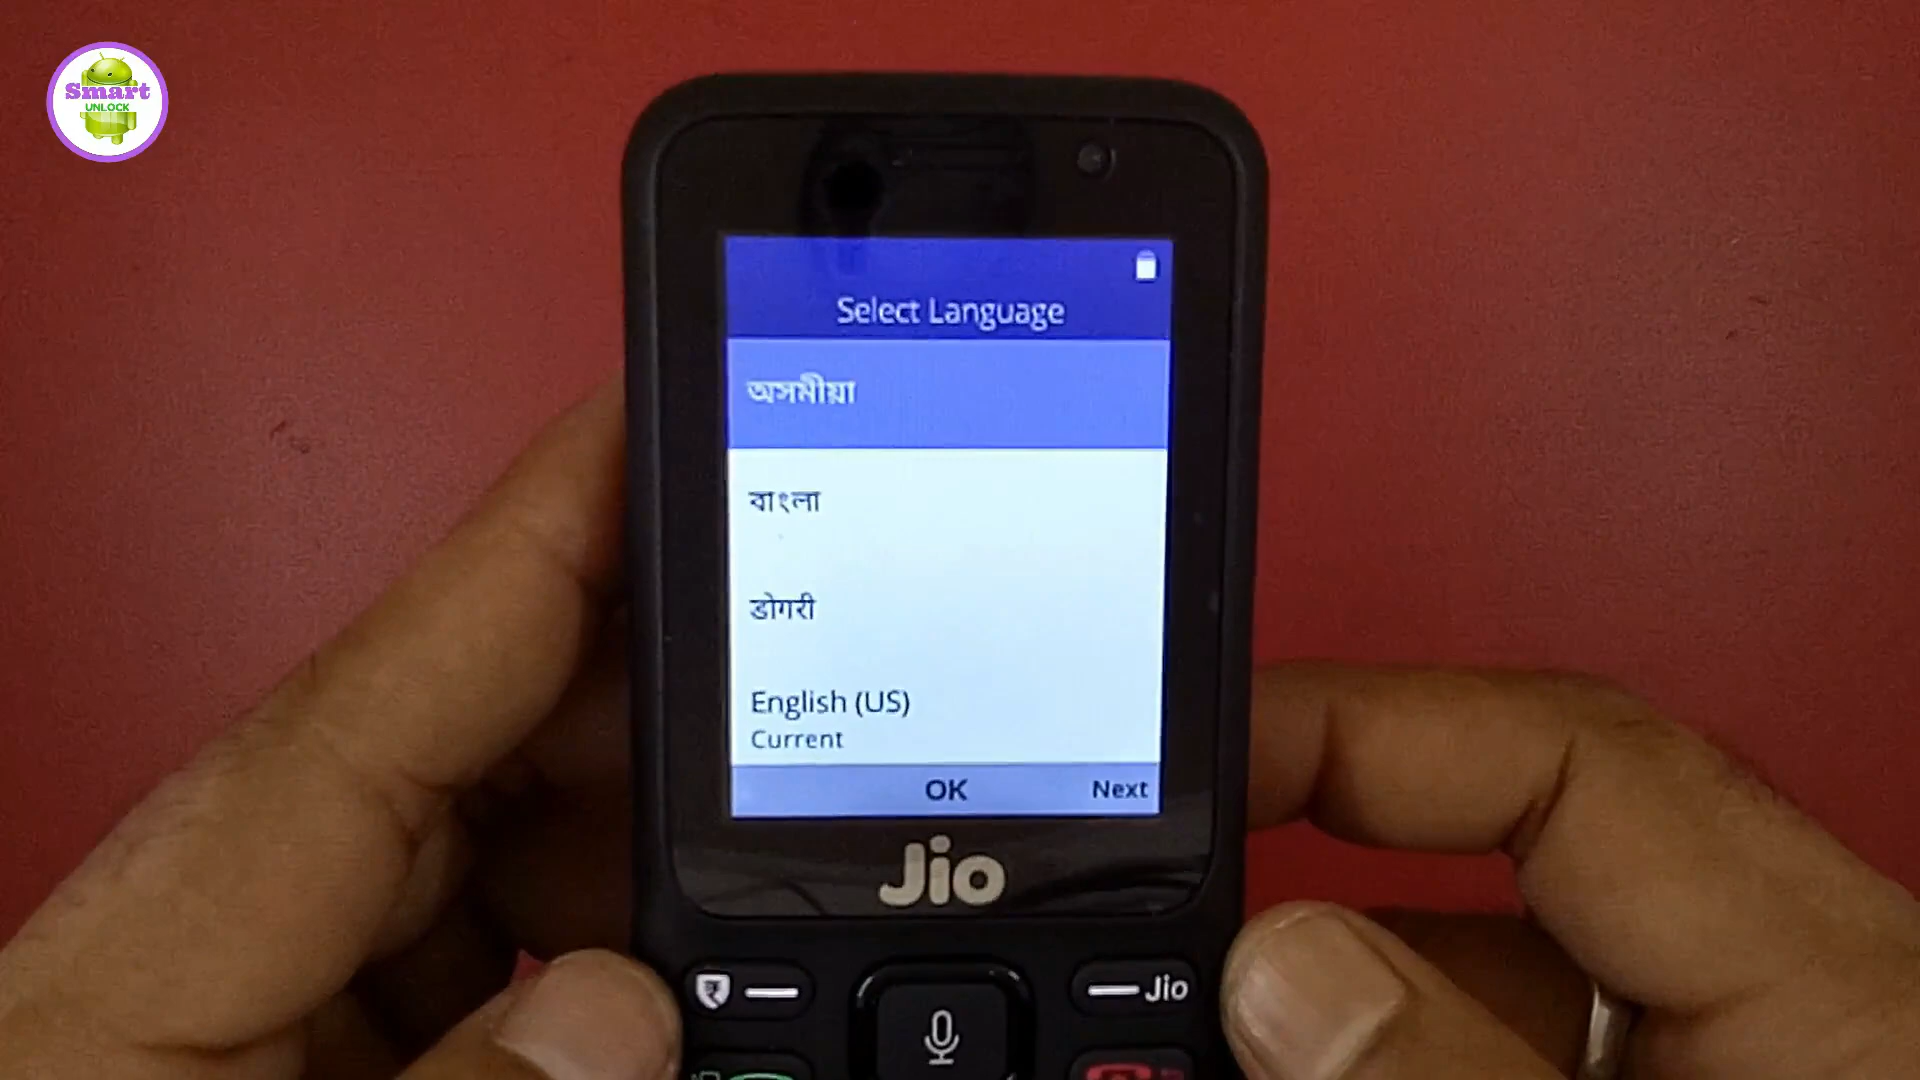 Smart
UNLOCK
Select Language
অসমীয়া
বাংলা
डोगरी
English (US)
Current
OK
Next
Jio
Jio